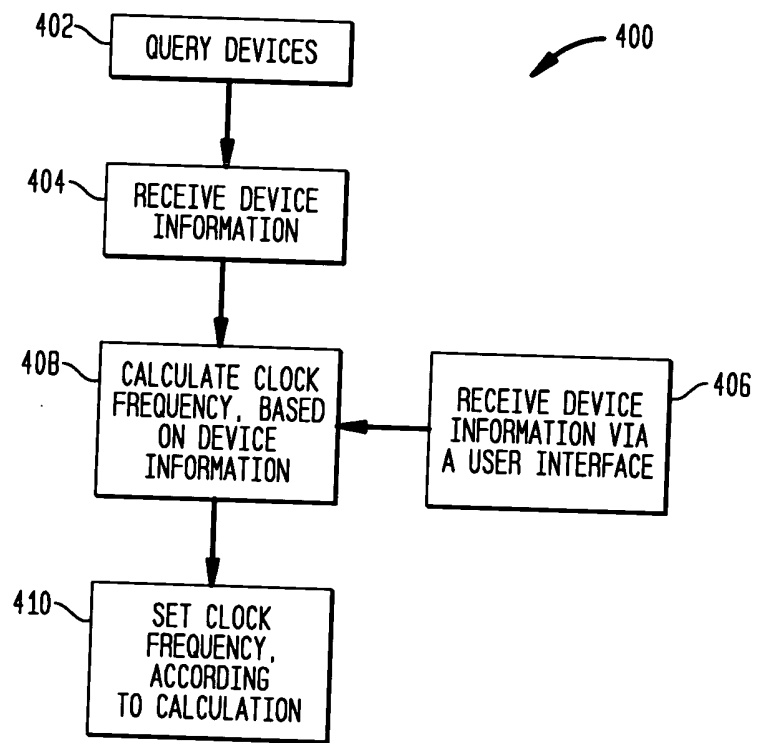 402
QUERY DEVICES
400
404
RECEIVE DEVICE
INFORMATION
408
CALCULATE CLOCK
FREQUENCY, BASED
ON DEVICE
INFORMATION
406
RECEIVE DEVICE
INFORMATION VIA
A USER INTERFACE
410
SET CLOCK
FREQUENCY,
ACCORDING
TO CALCULATION